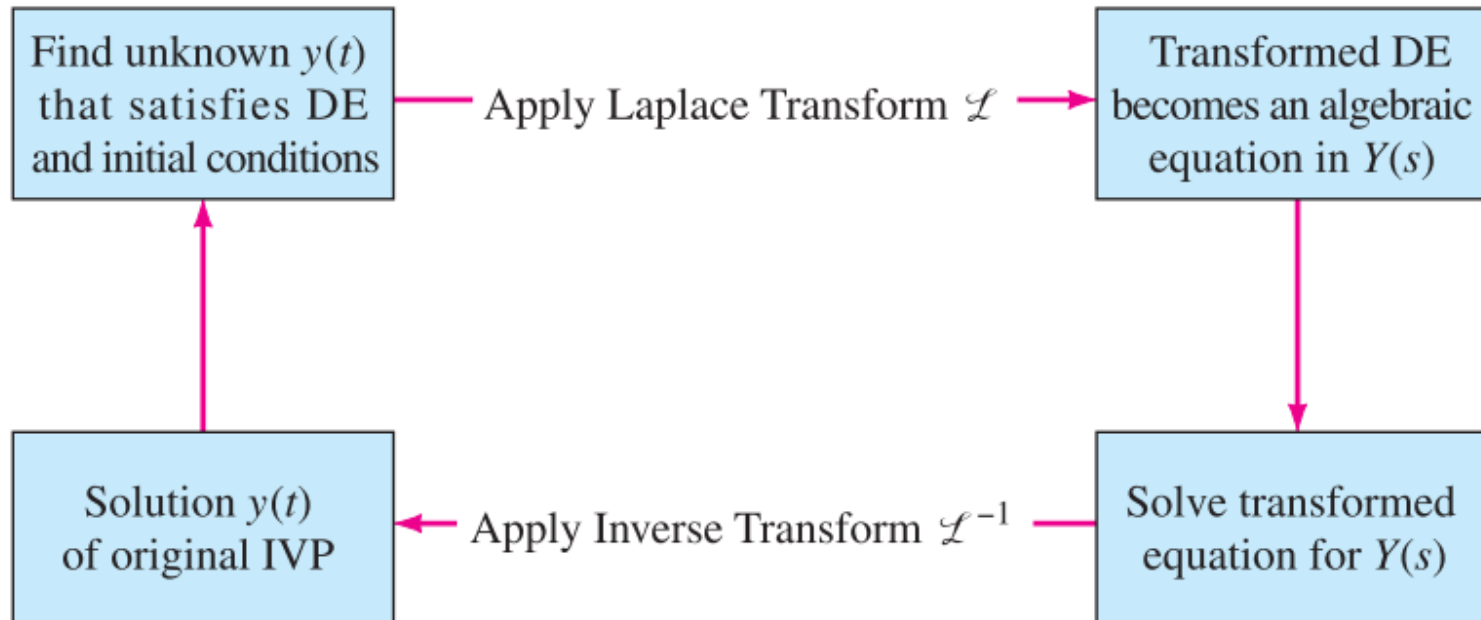 Find unknown y(t)
that satisfies DE
and initial conditions
Apply Laplace Transform ℒ
Transformed DE
becomes an algebraic
equation in Y(s)
Solution y(t)
of original IVP
Apply Inverse Transform ℒ⁻¹
Solve transformed
equation for Y(s)